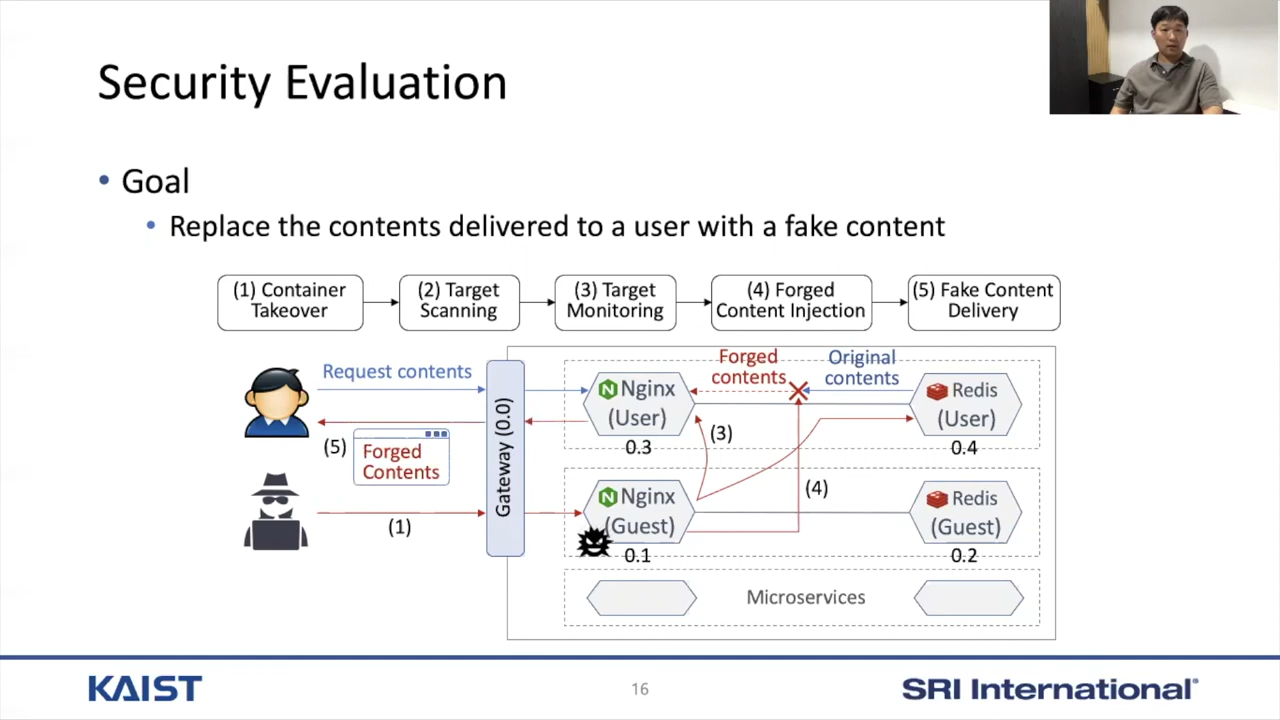 Security Evaluation
• Goal
• Replace the contents delivered to a user with a fake content
(1) Container
Takeover
(2) Target
Scanning
(3) Target
Monitoring
(4) Forged
Content Injection
(5) Fake Content
Delivery
Request contents
(5)
Forged
Contents
(1)
Gateway (0.0)
Forged
contents
Original
contents
Nginx
(User)
0.3
Redis
(User)
0.4
(3)
(4)
Nginx
(Guest)
0.1
Redis
(Guest)
0.2
Microservices
KAIST
16
SRI International®